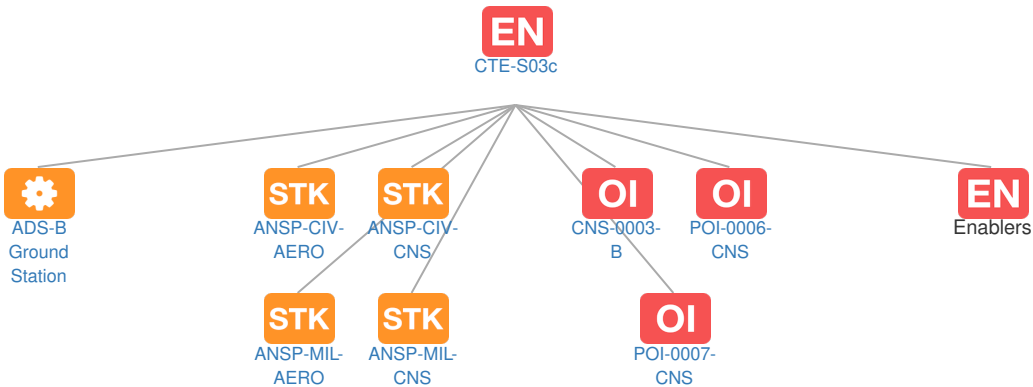 EN
CTE-S03c
STK
STK
OI
OI
EN
ADS-B
Ground
Station
ANSP-CIV-
AERO
ANSP-CIV-
CNS
CNS-0003-
B
POI-0006-
CNS
Enablers
STK
STK
OI
ANSP-MIL-
AERO
ANSP-MIL-
CNS
POI-0007-
CNS